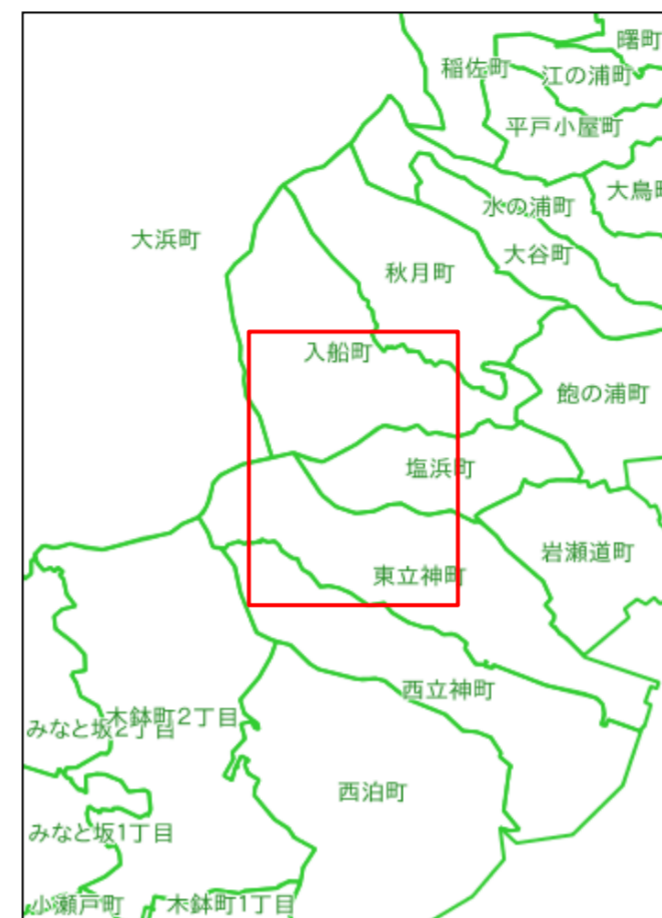 曙町
稲佐町
江の浦町
平戸小屋町
大鳥町
水の浦町
大浜町
大谷町
秋月町
入船町
飽の浦町
塩浜町
岩瀬道町
東立神町
西立神町
木鉢町2丁目
みなと坂2丁目
西泊町
みなと坂1丁目
小瀬戸町
木鉢町1丁目